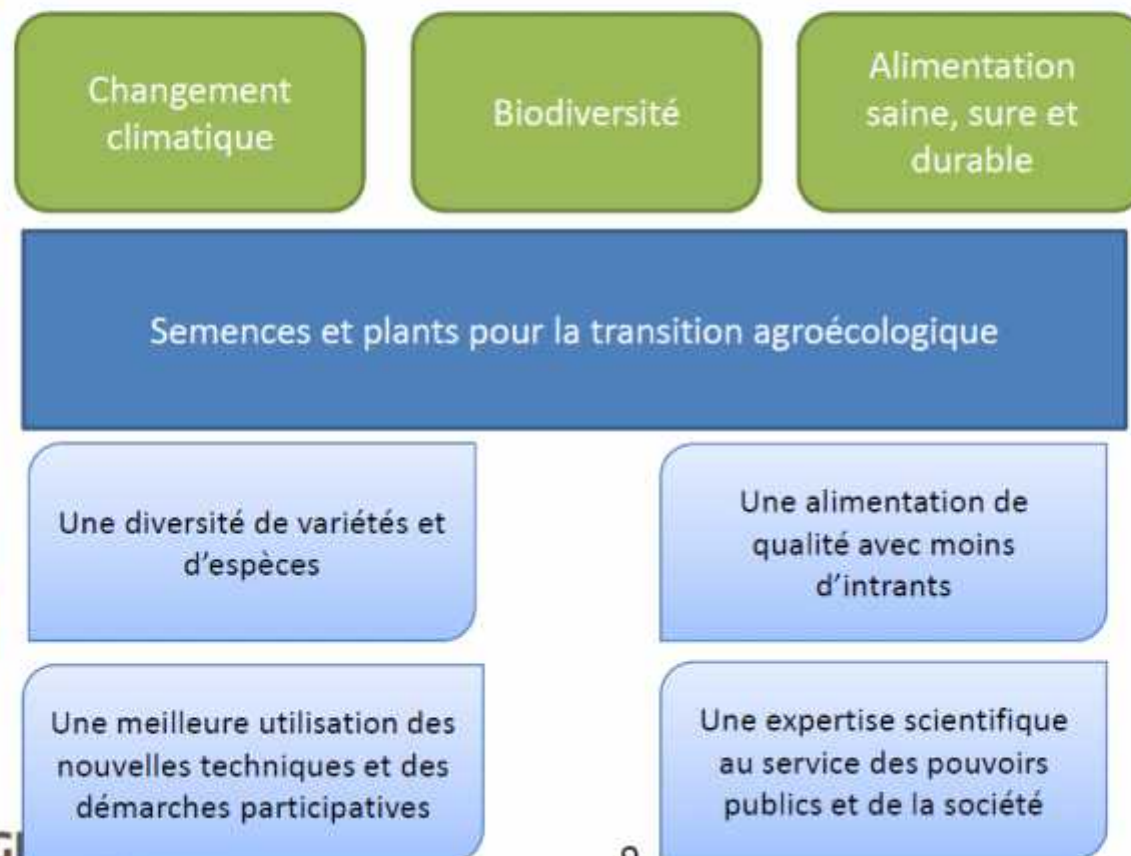 Changement
climatique
Biodiversité
Alimentation
saine, sure et
durable
Semences et plants pour la transition agroécologique
Une diversité de variétés et
d'espèces
Une alimentation de
qualité avec moins
d'intrants
Une meilleure utilisation des
nouvelles techniques et des
démarches participatives
Une expertise scientifique
au service des pouvoirs
publics et de la société